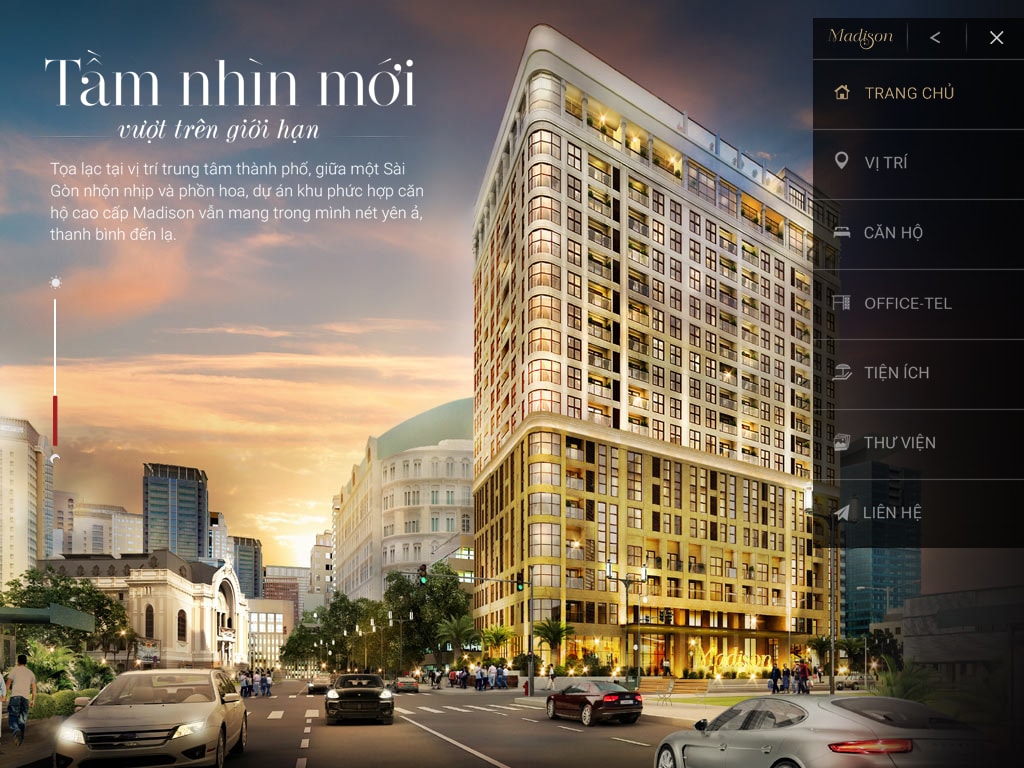 Tầm nhìn mới
vượt trên giới hạn
Tọa lạc tại vị trí trung tâm thành phố, giữa một Sài
Gòn nhộn nhịp và phồn hoa, dự án khu phức hợp căn
hộ cao cấp Madison vẫn mang trong mình nét yên ả,
thanh bình đến lạ.
Madison
<
TRANG CHỦ
VỊ TRÍ
CĂN HỘ
OFFICE-TEL
TIỆN ÍCH
THƯ VIỆN
LIÊN HỆ
Madison